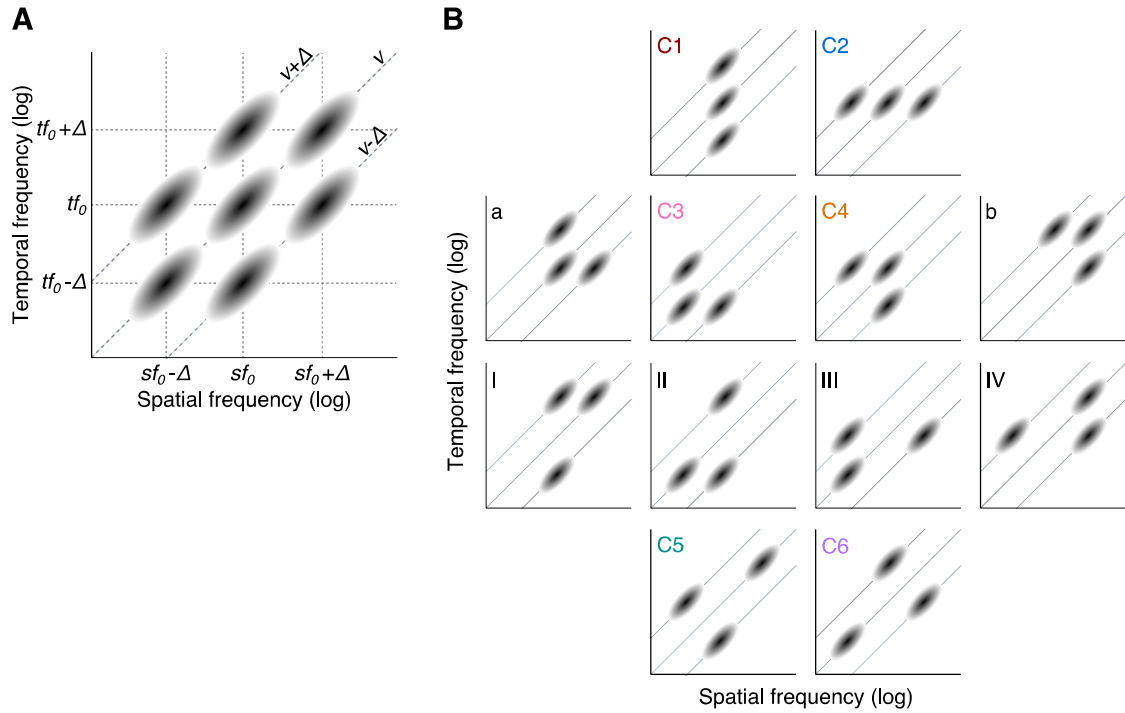 A
Temporal frequency (log)
v+Δ
v
v-Δ
tf₀+Δ
tf₀
tf₀-Δ
sf₀-Δ sf₀ sf₀+Δ
Spatial frequency (log)
B
C1 C2
a C3 C4 b
Temporal frequency (log)
I II III IV
C5 C6
Spatial frequency (log)